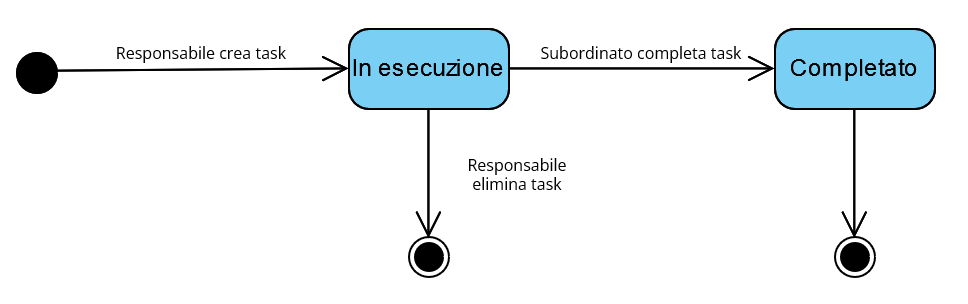 Responsabile crea task
In esecuzione
Subordinato completa task
Completato
Responsabile
elimina task